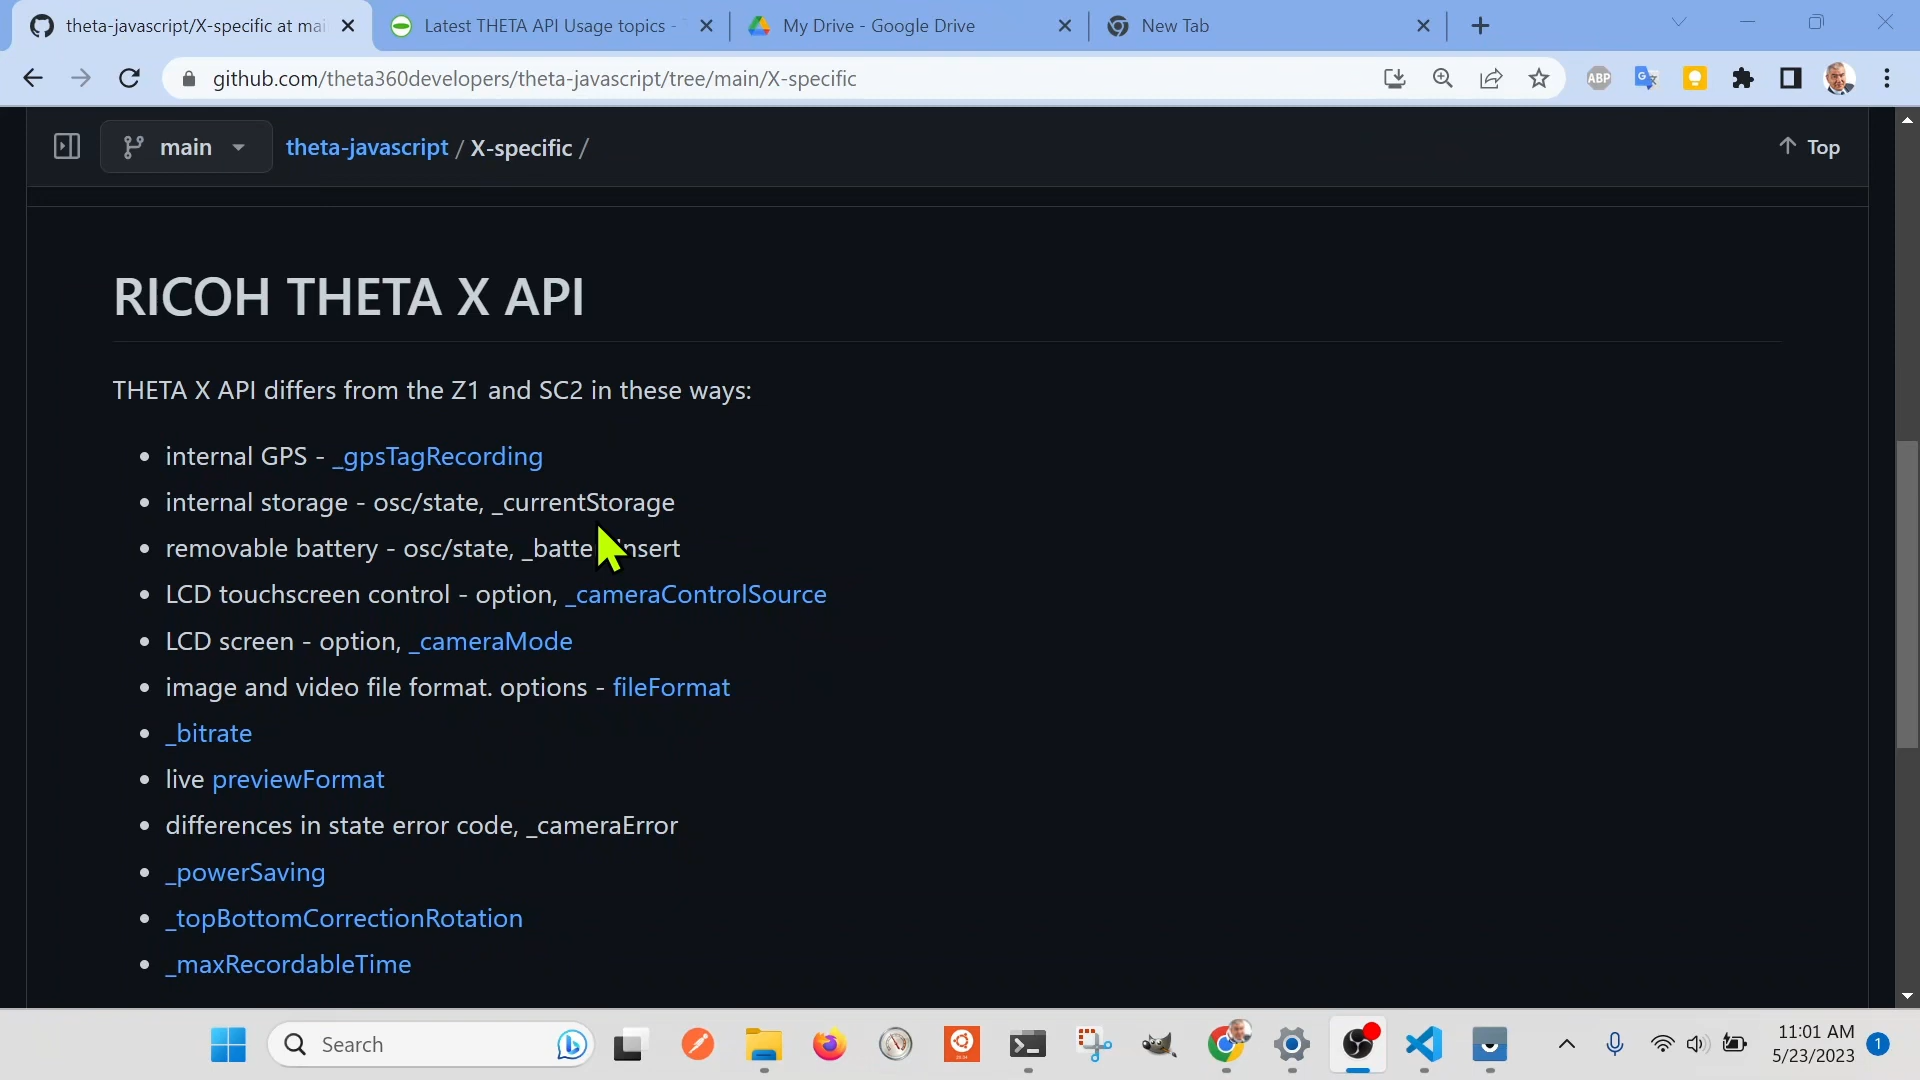 theta-javascript/X-specific at mai
Latest THETA API Usage topics -
My Drive - Google Drive
New Tab
github.com/theta360developers/theta-javascript/tree/main/X-specific
ABP
main
theta-javascript / X-specific /
Top
RICOH THETA X API
THETA X API differs from the Z1 and SC2 in these ways:
internal GPS - _gpsTagRecording
internal storage - osc/state, _currentStorage
removable battery - osc/state, _batte nsert
LCD touchscreen control - option, _cameraControlSource
LCD screen - option, _cameraMode
image and video file format. options - fileFormat
_bitrate
live previewFormat
differences in state error code, _cameraError
_powerSaving
_topBottomCorrectionRotation
_maxRecordableTime
Search
11:01 AM
5/23/2023
1